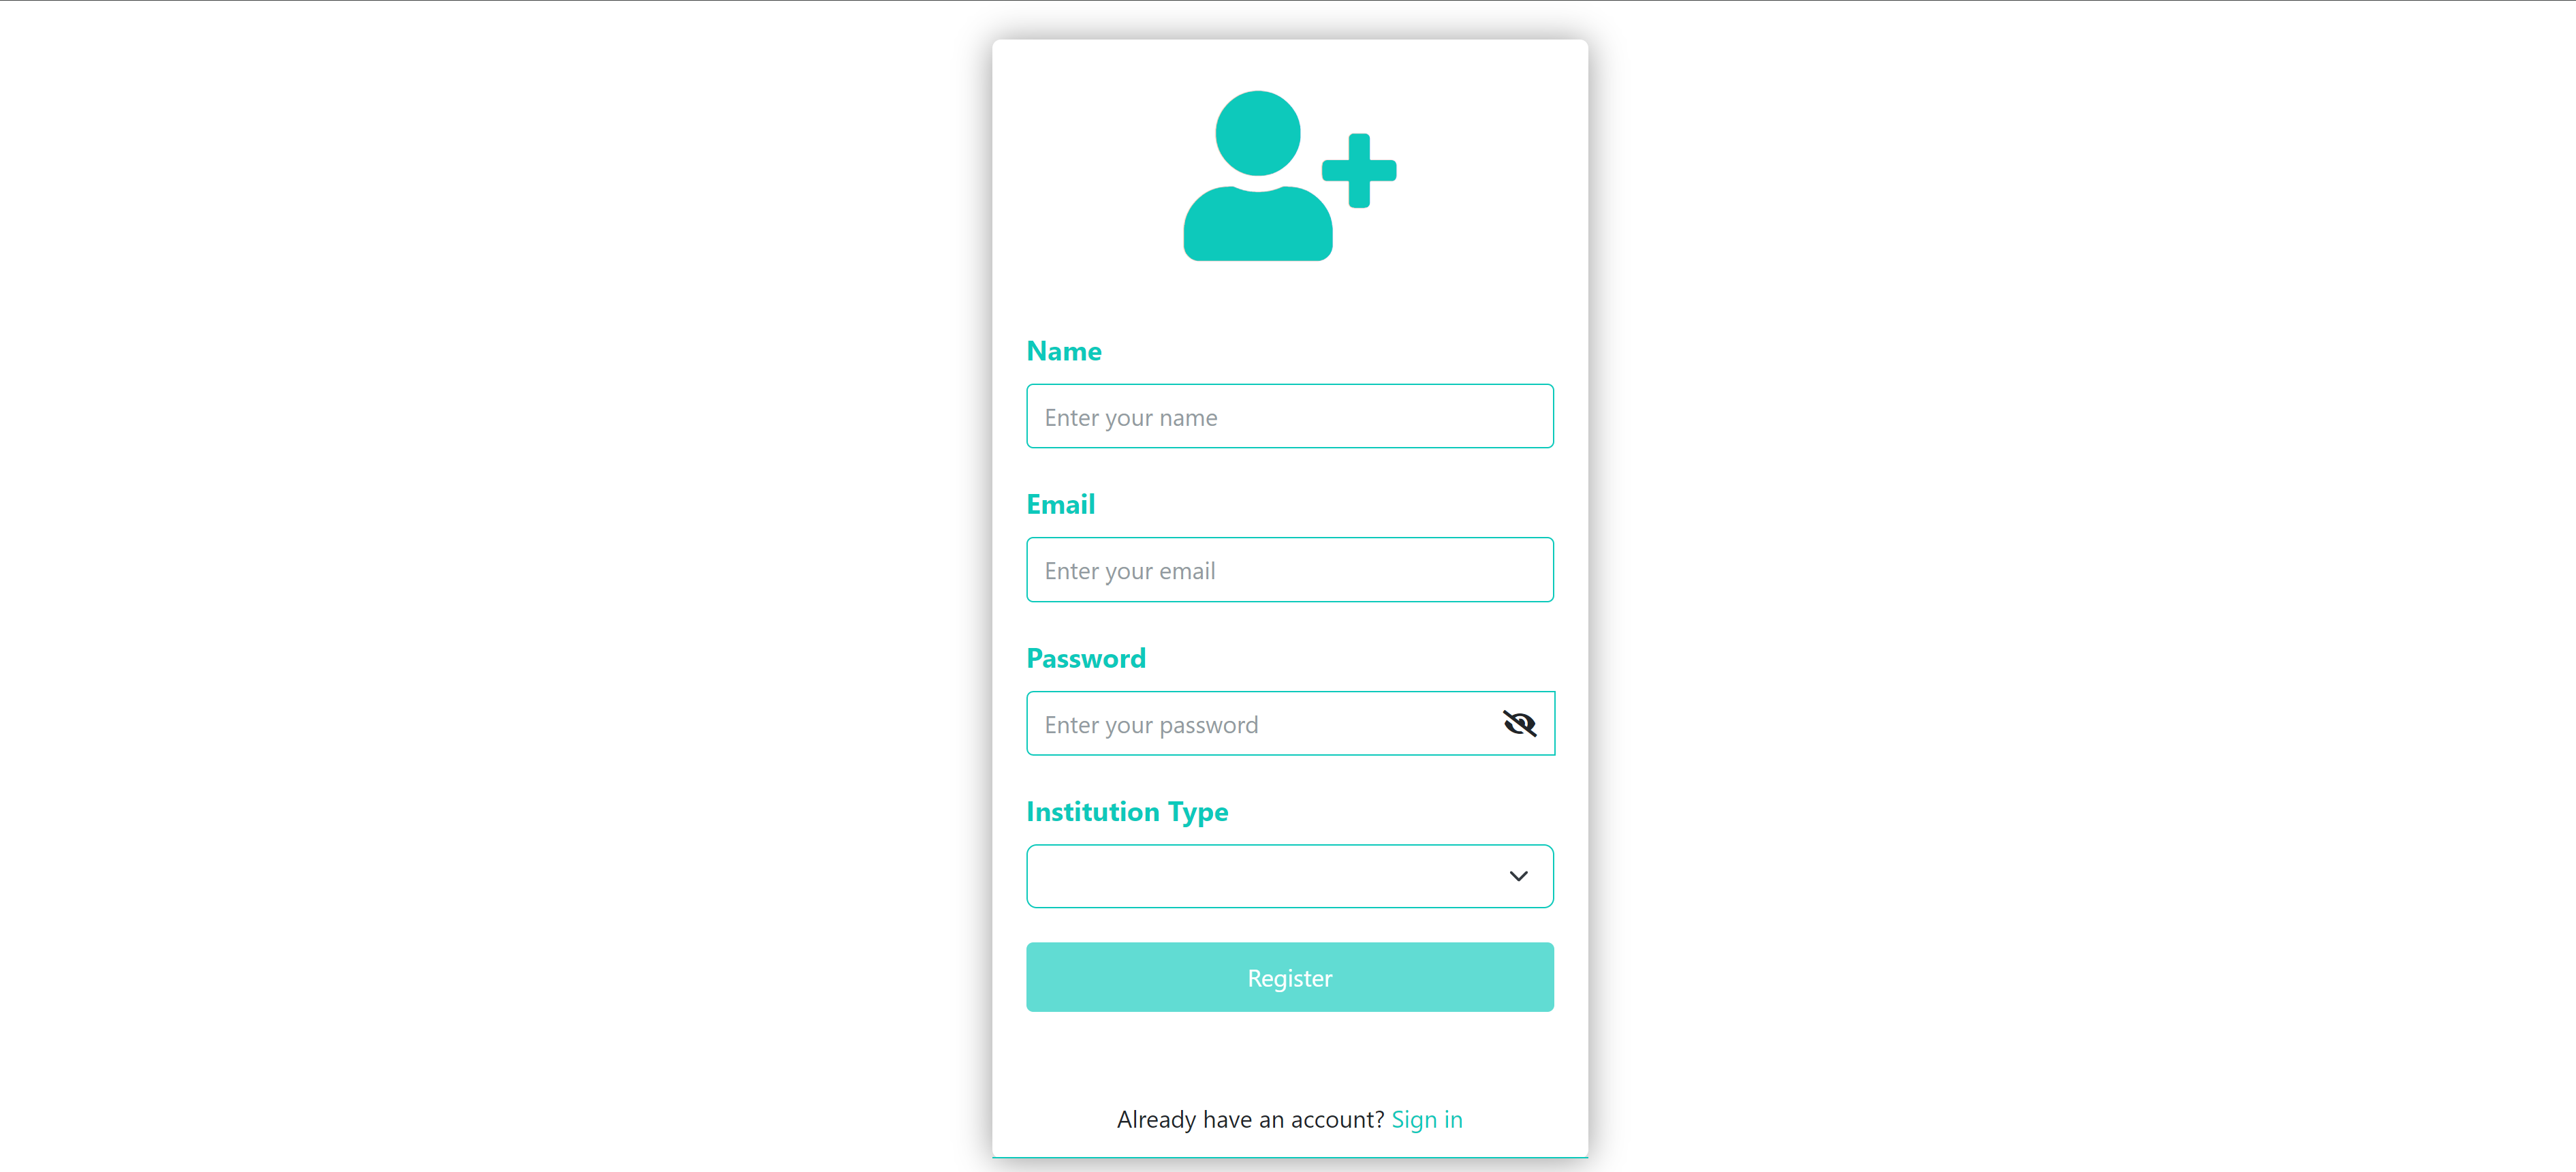 Name
Enter your name
Email
Enter your email
Password
Enter your password
Institution Type
Register
Already have an account? Sign in